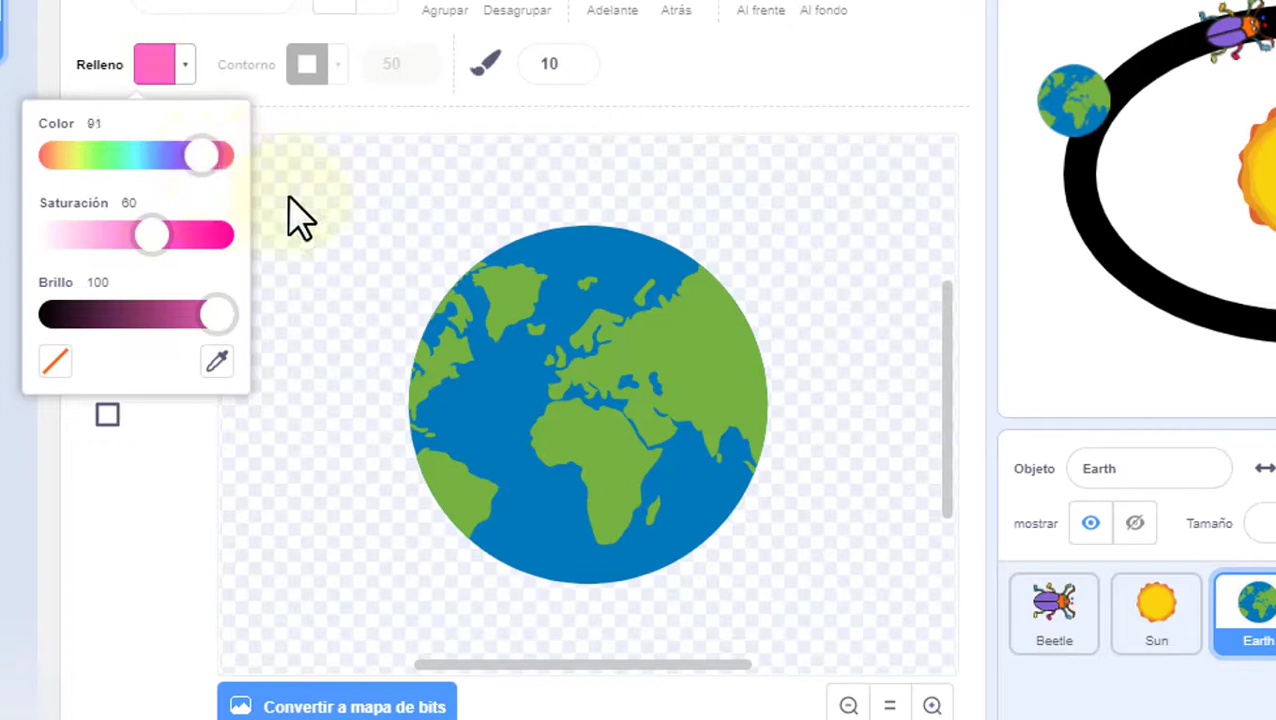 Agrupar Desagrupar Adelante Atrás Al frente Al fondo
Relleno Contorno 50 10
Color 91
Saturación 60
Brillo 100
Objeto Earth
mostrar Tamaño
Beetle Sun Earth
Convertir a mapa de bits